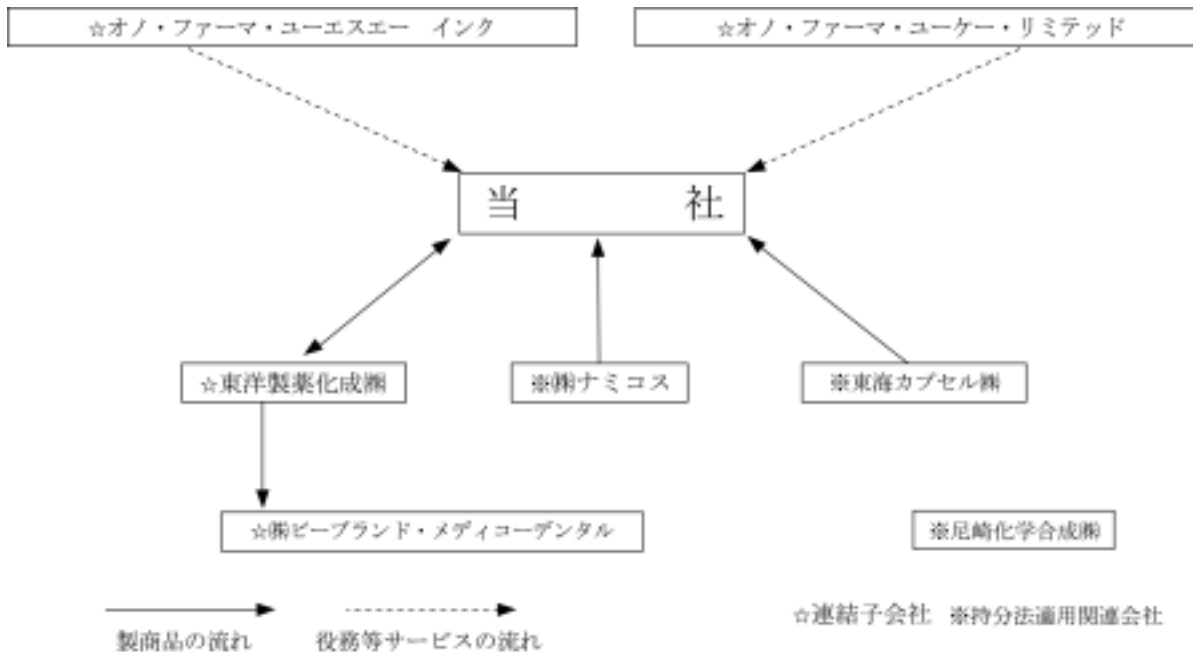 ☆オノ・ファーマ・ユーエスエー　インク
☆オノ・ファーマ・ユーケー・リミテッド
当　　　　社
☆東洋製薬化成㈱
※㈱ナミコス
※東海カプセル㈱
☆㈱ビーブランド・メディコーデンタル
※尼崎化学合成㈱
製商品の流れ
役務等サービスの流れ
☆連結子会社　※持分法適用関連会社